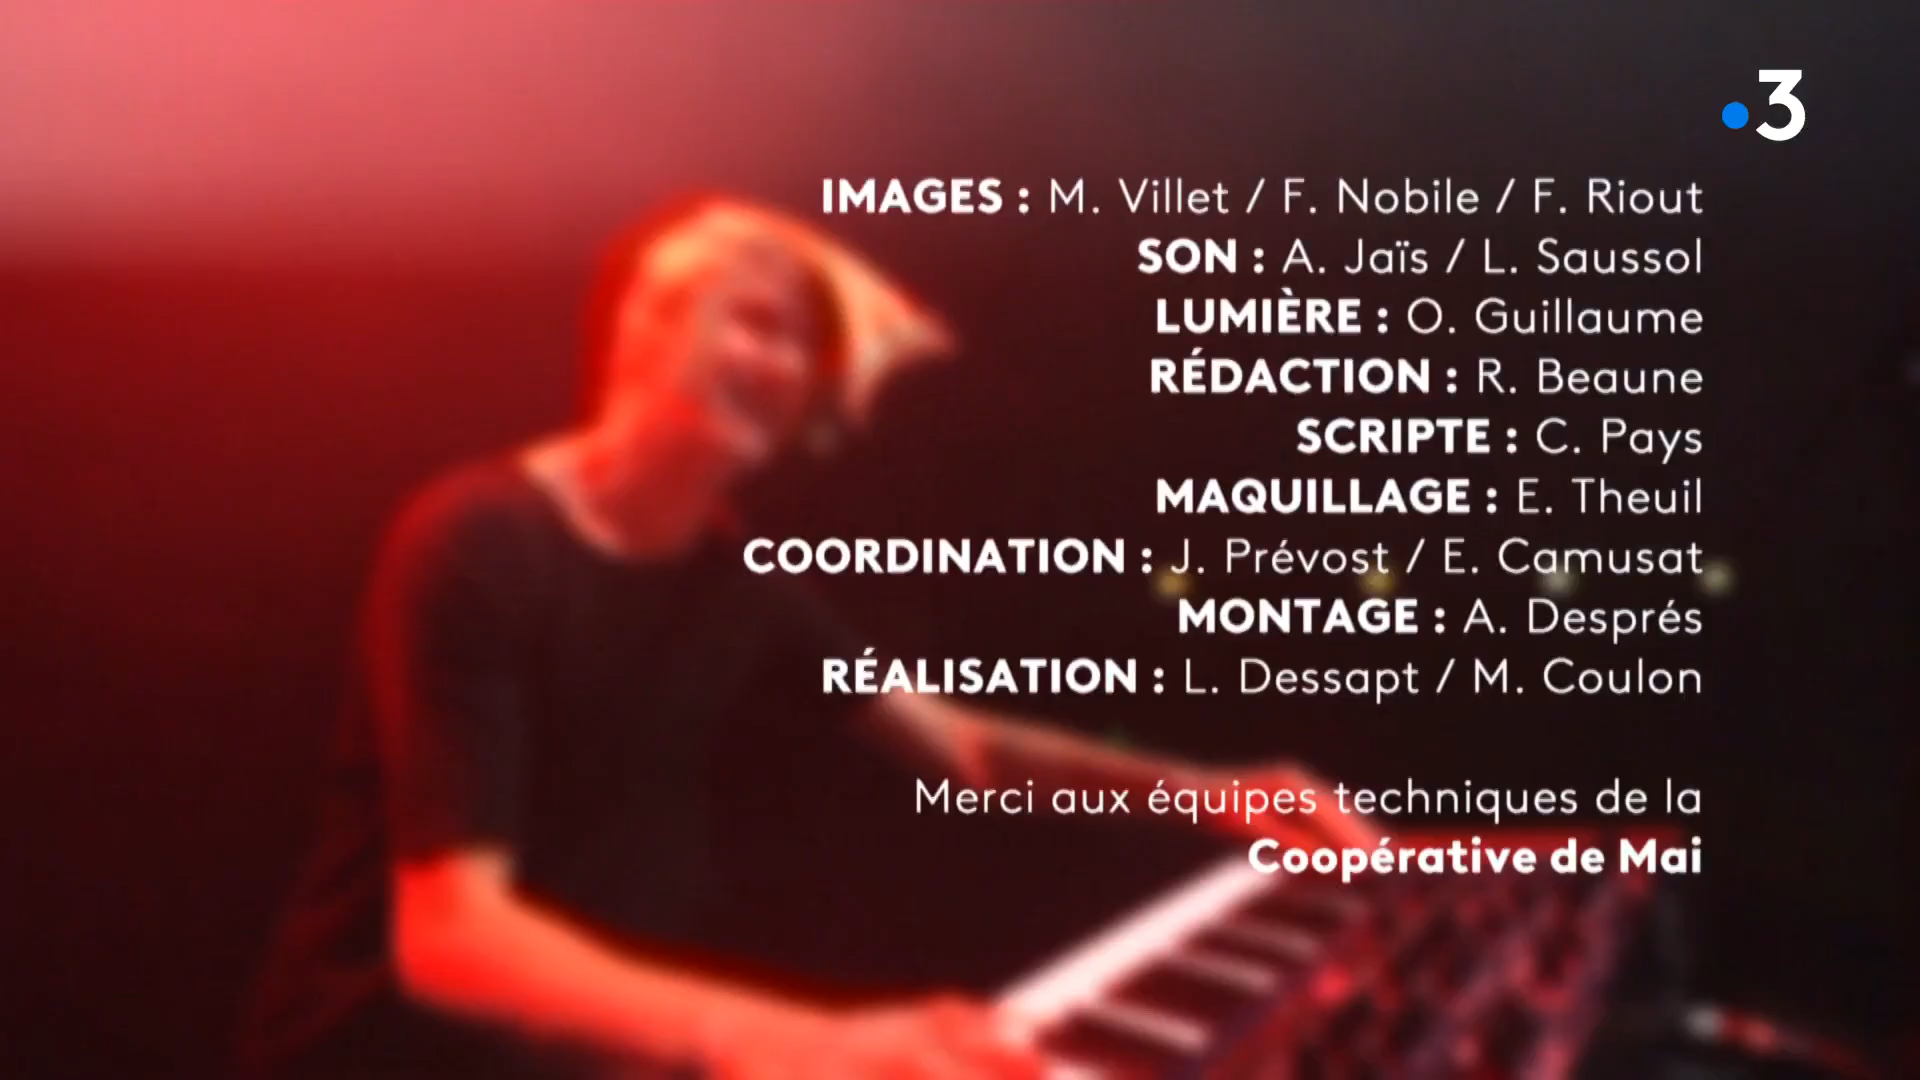 3
IMAGES : M. Villet / F. Nobile / F. Riout
SON : A. Jaïs / L. Saussol
LUMIÈRE : O. Guillaume
RÉDACTION : R. Beaune
SCRIPTE : C. Pays
MAQUILLAGE : E. Theuil
COORDINATION : J. Prévost / E. Camusat
MONTAGE : A. Després
RÉALISATION : L. Dessapt / M. Coulon
Merci aux équipes techniques de la
Coopérative de Mai